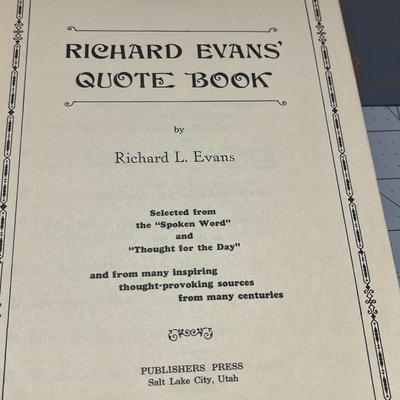 RICHARD EVANS'
QUOTE BOOK
by
Richard L. Evans
Selected from
the "Spoken Word"
and
"Thought for the Day"
and from many inspiring
thought-provoking sources
from many centuries
PUBLISHERS PRESS
Salt Lake City, Utah